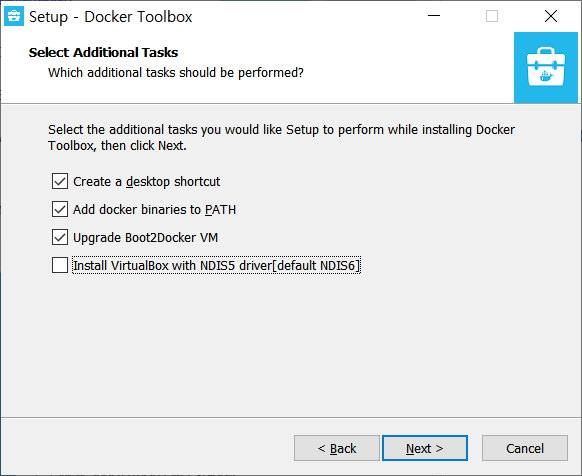 Setup - Docker Toolbox
Select Additional Tasks
Which additional tasks should be performed?
Select the additional tasks you would like Setup to perform while installing Docker
Toolbox, then click Next.
Create a desktop shortcut
Add docker binaries to PATH
Upgrade Boot2Docker VM
Install VirtualBox with NDIS5 driver[default NDIS6]
< Back
Next >
Cancel